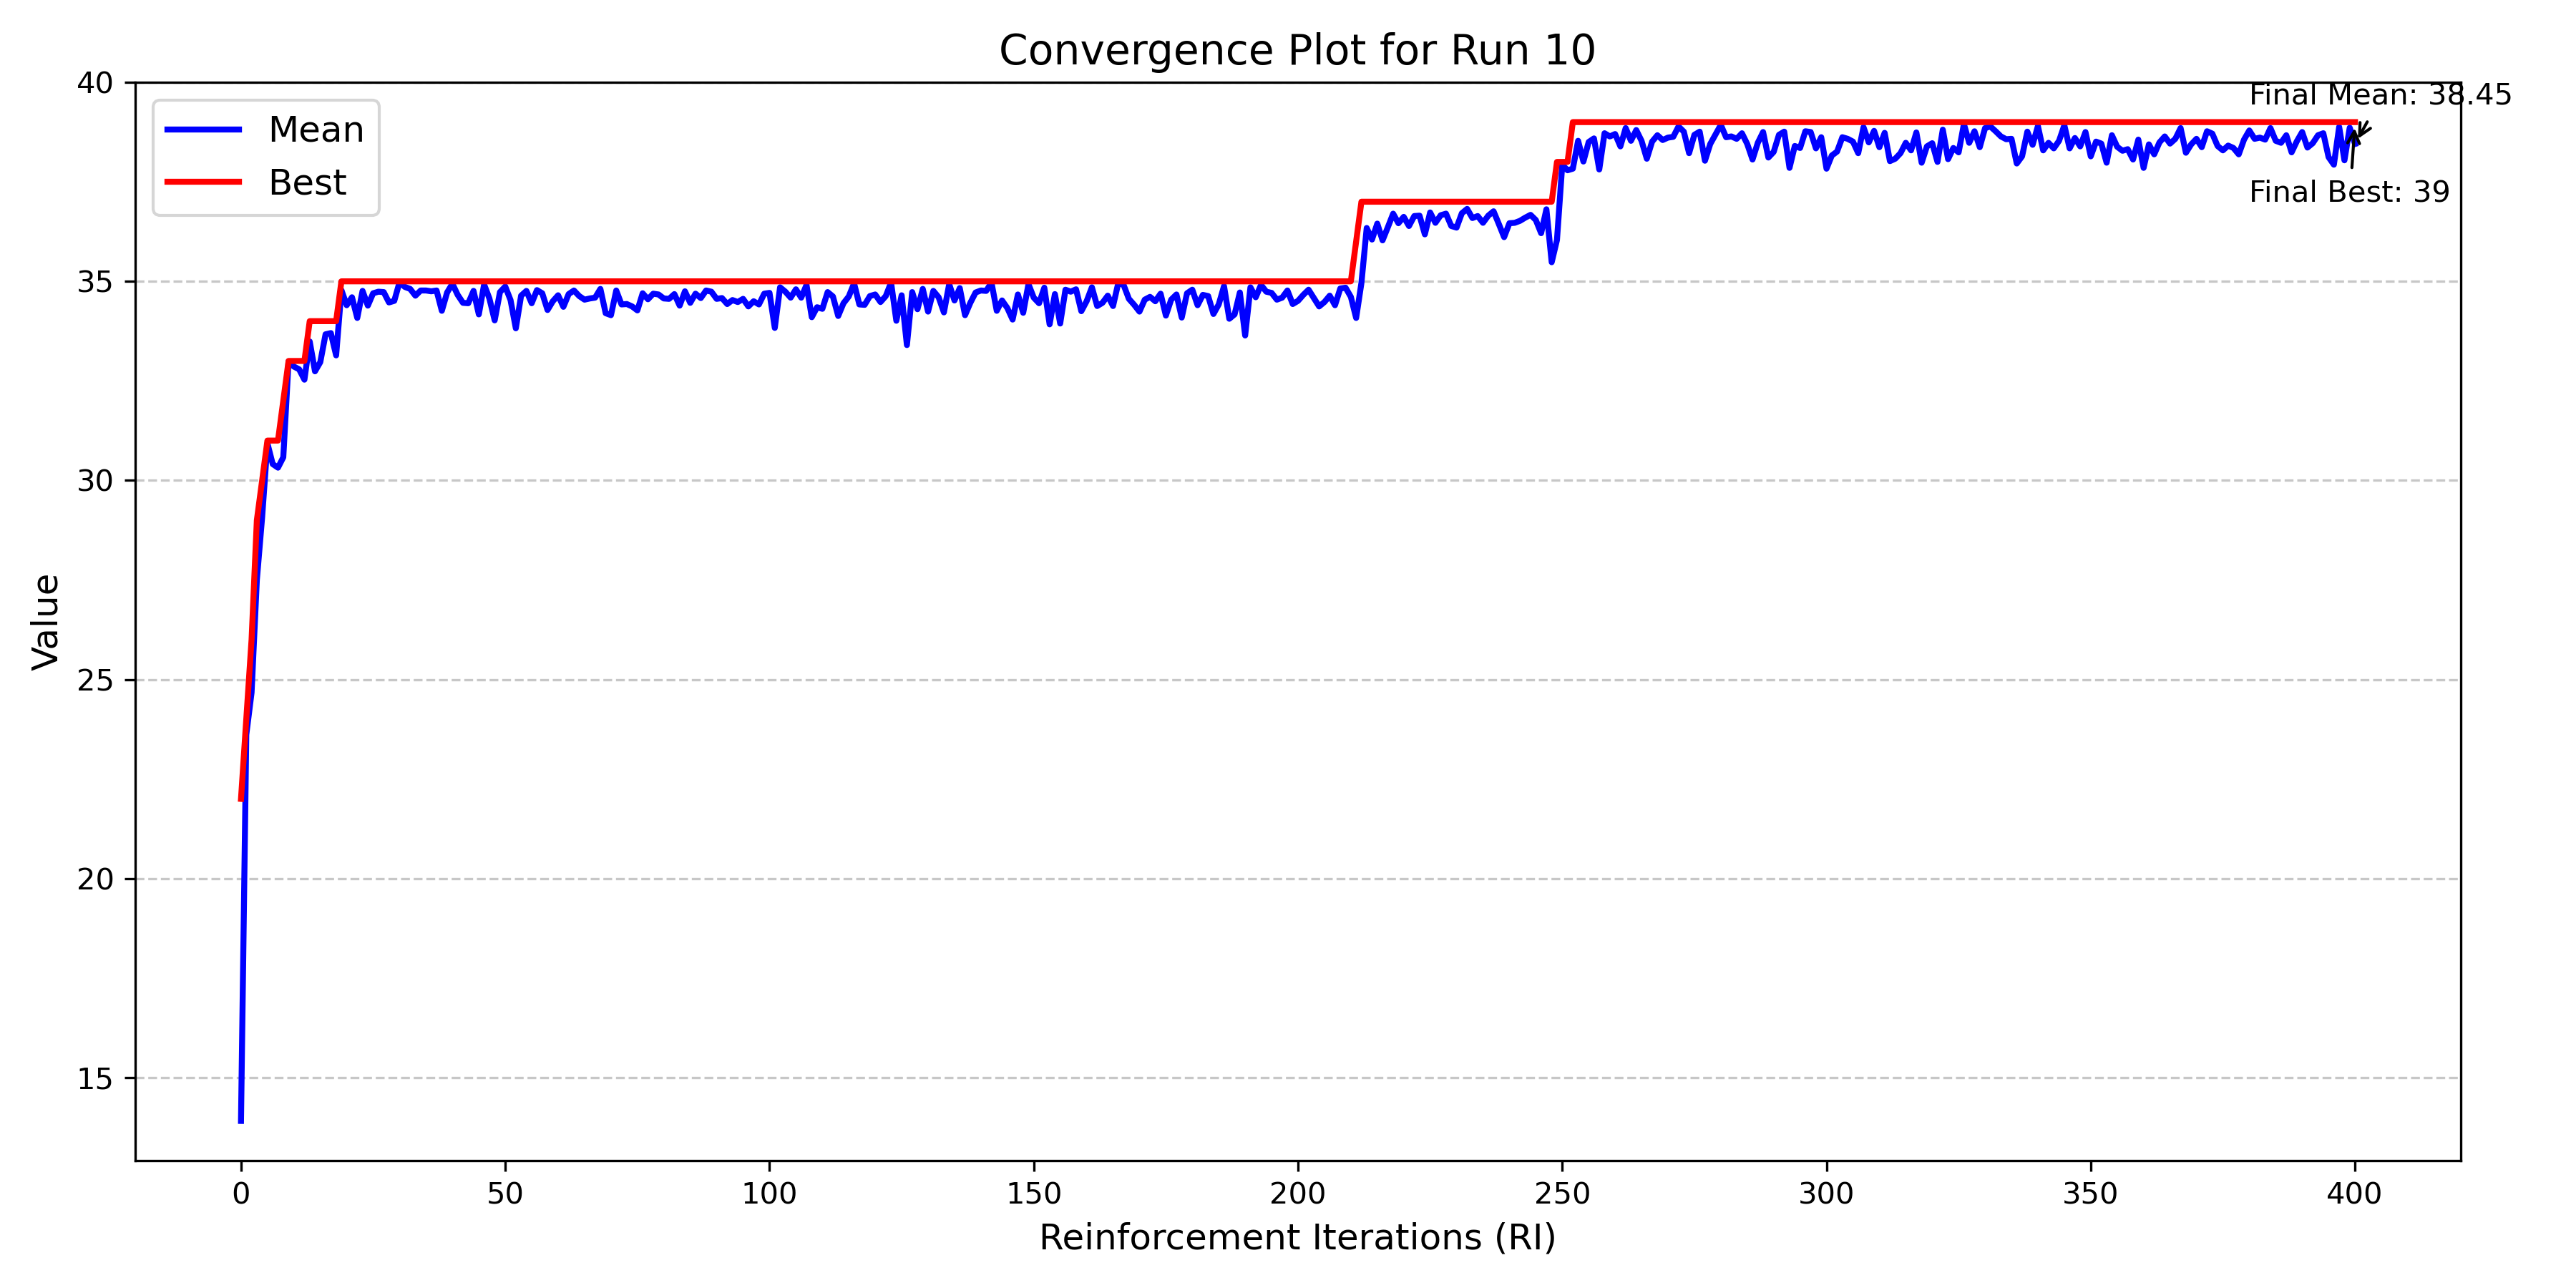 Convergence Plot for Run 10
Mean
Best
Final Mean: 38.45
Final Best: 39
Value
40
35
30
25
20
15
0 50 100 150 200 250 300 350 400
Reinforcement Iterations (RI)